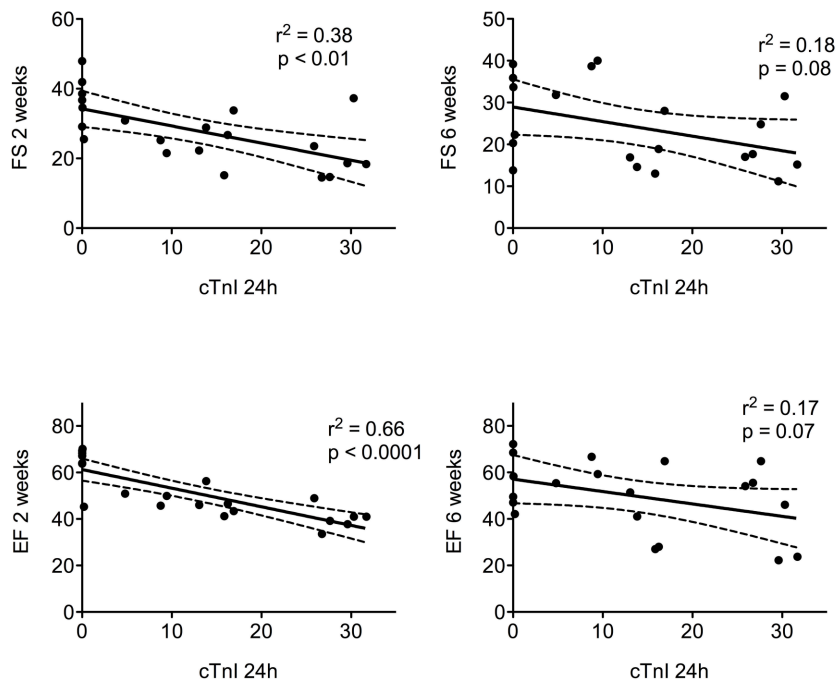 r² = 0.38
p < 0.01
60
40
20
0
FS 2 weeks
0 10 20 30
cTnI 24h
r² = 0.18
p = 0.08
50
40
30
20
10
0
FS 6 weeks
0 10 20 30
cTnI 24h
r² = 0.66
p < 0.0001
80
60
40
20
0
EF 2 weeks
0 10 20 30
cTnI 24h
r² = 0.17
p = 0.07
80
60
40
20
0
EF 6 weeks
0 10 20 30
cTnI 24h